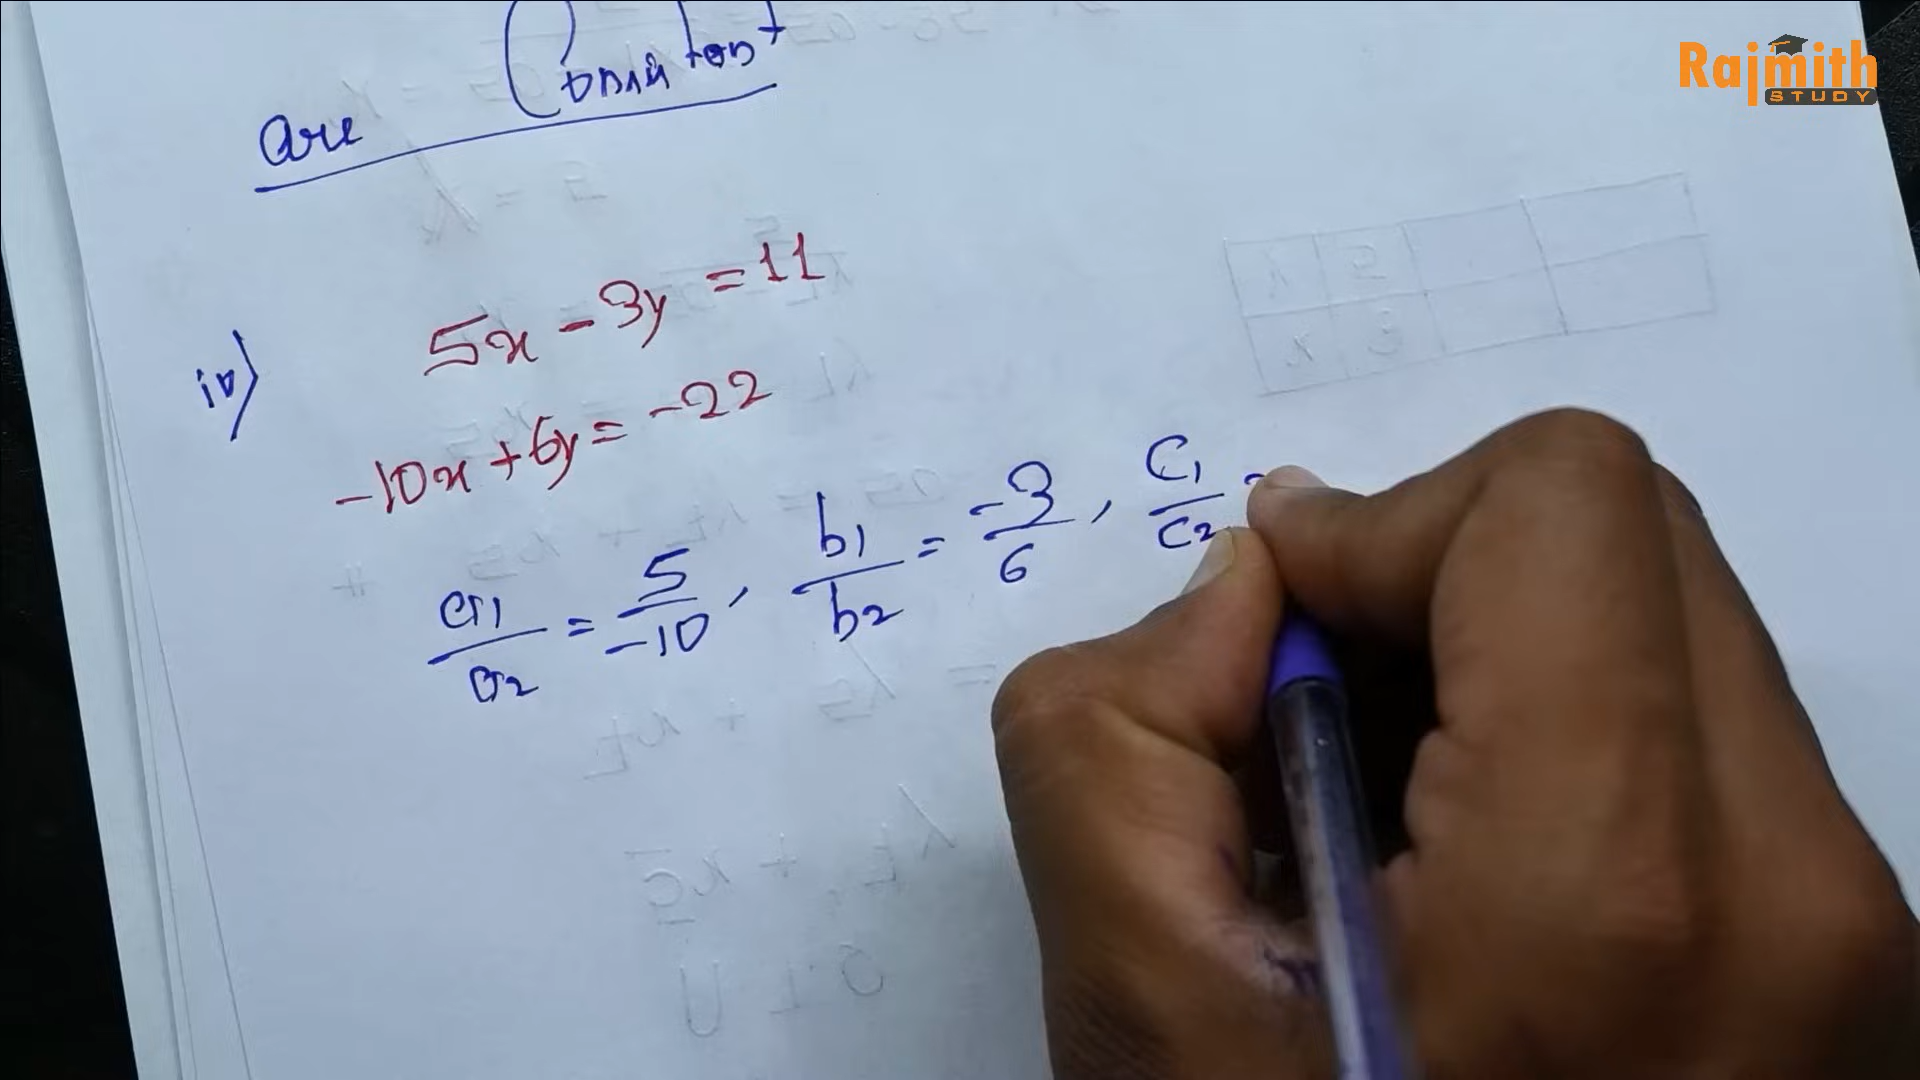 Rajmith
STUDY
are Consistent
iv) 5x - 3y = 11
-10x + 6y = -22
a1/a2 = 5/-10, b1/b2 = -3/6, C1/C2 =